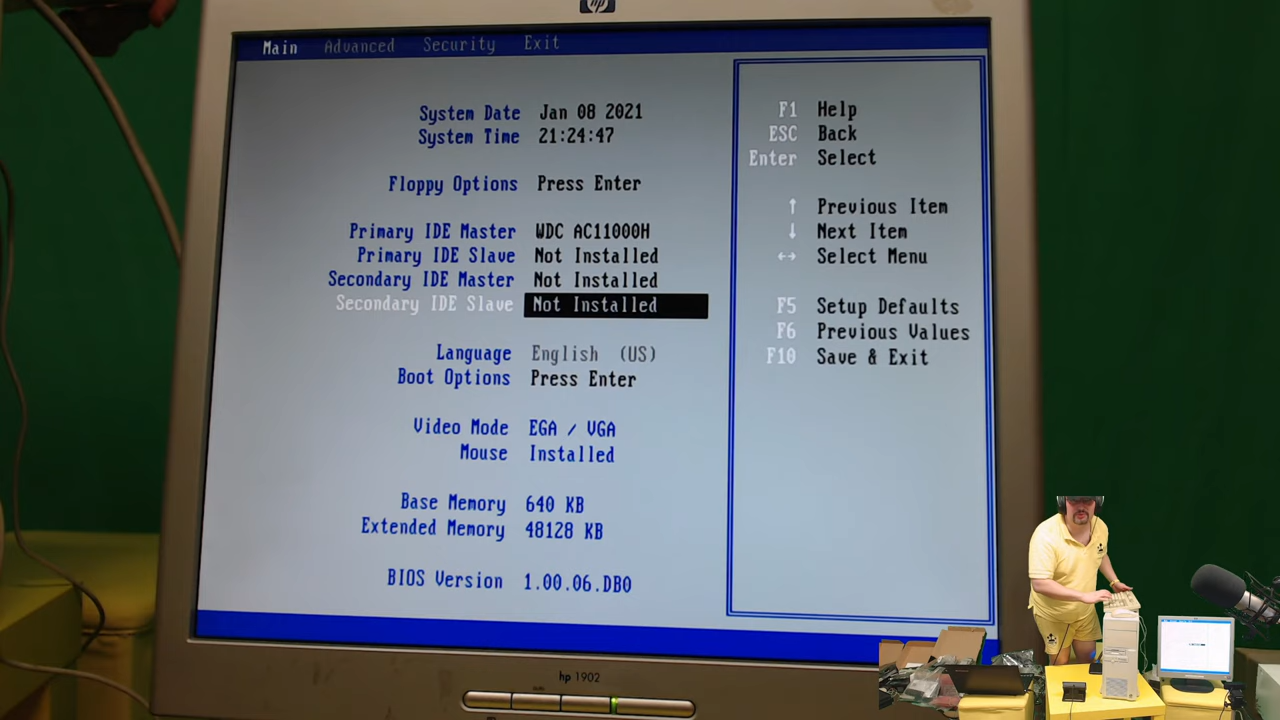 hp
Main Advanced Security Exit
System Date Jan 08 2021
System Time 21:24:47
Floppy Options Press Enter
Primary IDE Master WDC AC11000H
Primary IDE Slave Not Installed
Secondary IDE Master Not Installed
Secondary IDE Slave Not Installed
Language English (US)
Boot Options Press Enter
Video Mode EGA / VGA
Mouse Installed
Base Memory 640 KB
Extended Memory 48128 KB
BIOS Version 1.00.06.DB0
F1 Help
ESC Back
Enter Select
↑ Previous Item
↓ Next Item
↔ Select Menu
F5 Setup Defaults
F6 Previous Values
F10 Save & Exit
hp 1902